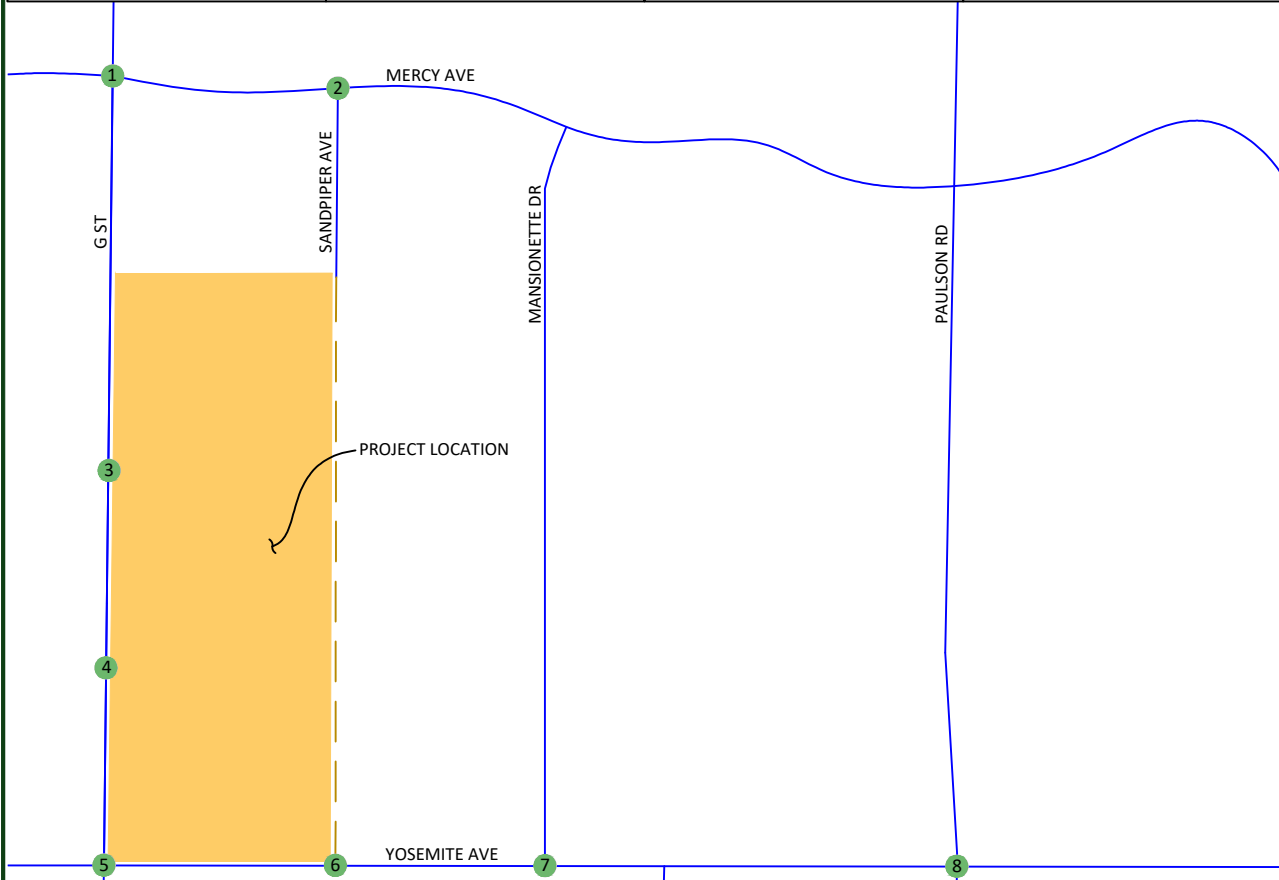 1
2
MERCY AVE
SANDPIPER AVE
G ST
MANSIONETTE DR
PAULSON RD
PROJECT LOCATION
3
4
5
6
YOSEMITE AVE
7
8